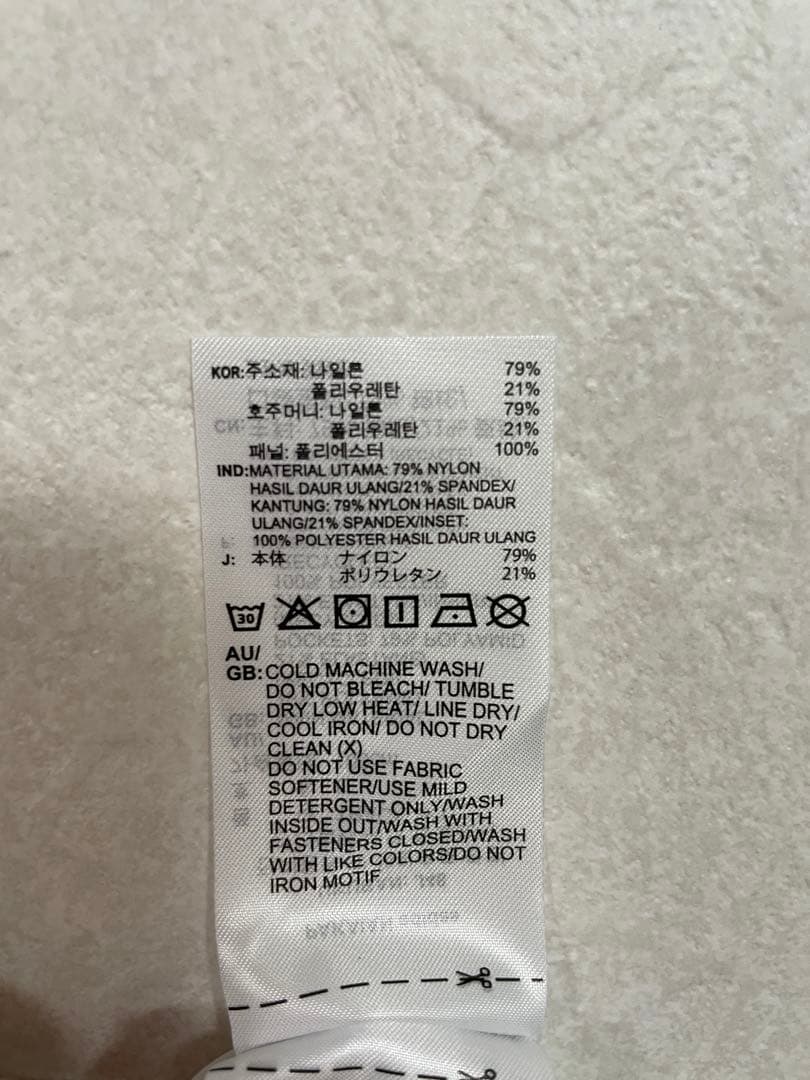 KOR:주소재: 나일론 79%
폴리우레탄 21%
호주머니: 나일론 79%
폴리우레탄 21%
패널: 폴리에스터 100%
IND:MATERIAL UTAMA: 79% NYLON
HASIL DAUR ULANG/21% SPANDEX/
KANTUNG: 79% NYLON HASIL DAUR
ULANG/21% SPANDEX/INSET:
100% POLYESTER HASIL DAUR ULANG
J: 本体 ナイロン 79%
ポリウレタン 21%
30
AU/
GB:COLD MACHINE WASH/
DO NOT BLEACH/ TUMBLE
DRY LOW HEAT/ LINE DRY/
COOL IRON/ DO NOT DRY
CLEAN (X)
DO NOT USE FABRIC
SOFTENER/USE MILD
DETERGENT ONLY/WASH
INSIDE OUT/WASH WITH
FASTENERS CLOSED/WASH
WITH LIKE COLORS/DO NOT
IRON MOTIF